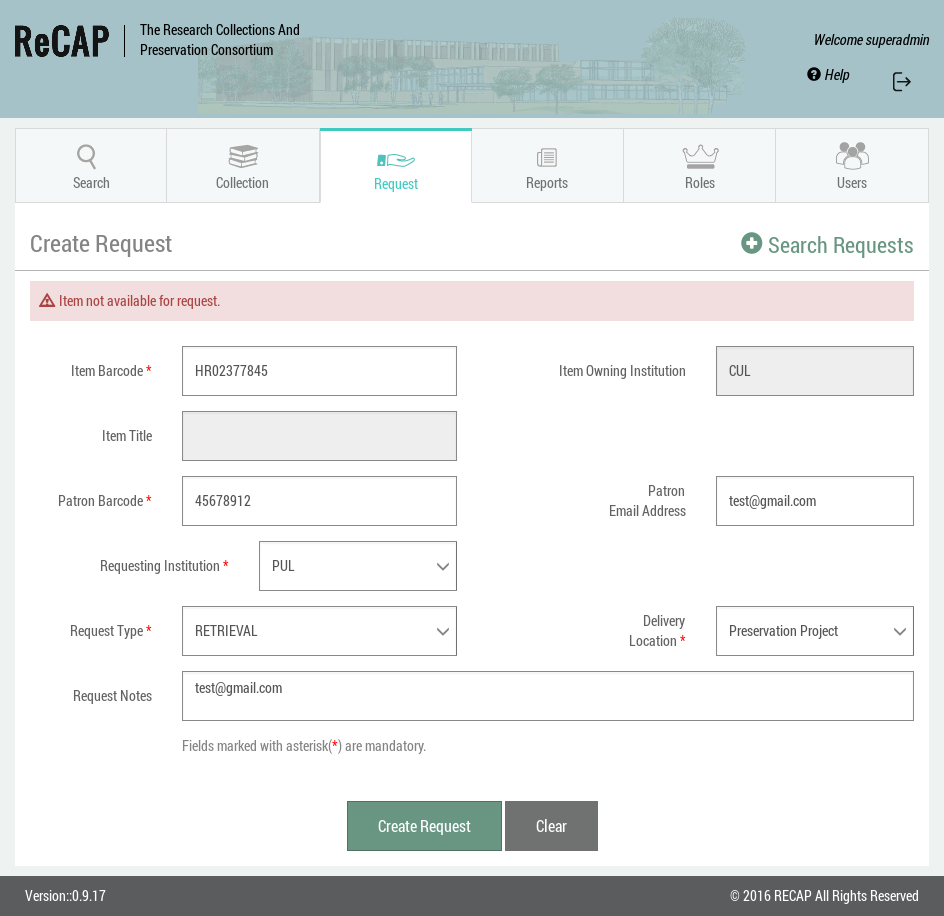 ReCAP
The Research Collections And
Preservation Consortium
Welcome superadmin
Help
Search
Collection
Request
Reports
Roles
Users
Create Request
Search Requests
Item not available for request.
Item Barcode *
HR02377845
Item Owning Institution
CUL
Item Title
Patron Barcode *
45678912
Patron
Email Address
test@gmail.com
Requesting Institution *
PUL
Request Type *
RETRIEVAL
Delivery
Location *
Preservation Project
Request Notes
test@gmail.com
Fields marked with asterisk(*) are mandatory.
Create Request
Clear
Version::0.9.17
© 2016 RECAP All Rights Reserved